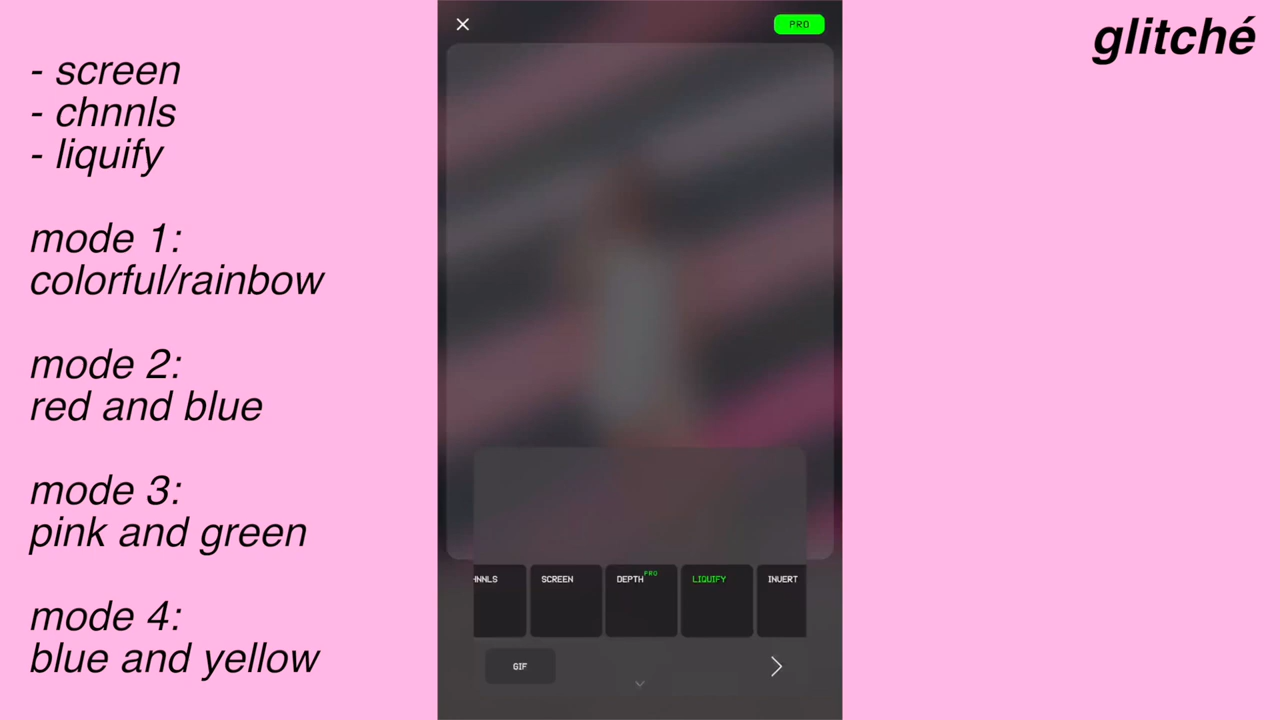 - screen
- chnnls
- liquify
mode 1:
colorful/rainbow
mode 2:
red and blue
mode 3:
pink and green
mode 4:
blue and yellow
PRO
HNNLS
SCREEN
DEPTH PRO
LIQUIFY
INVERT
GIF
glitché